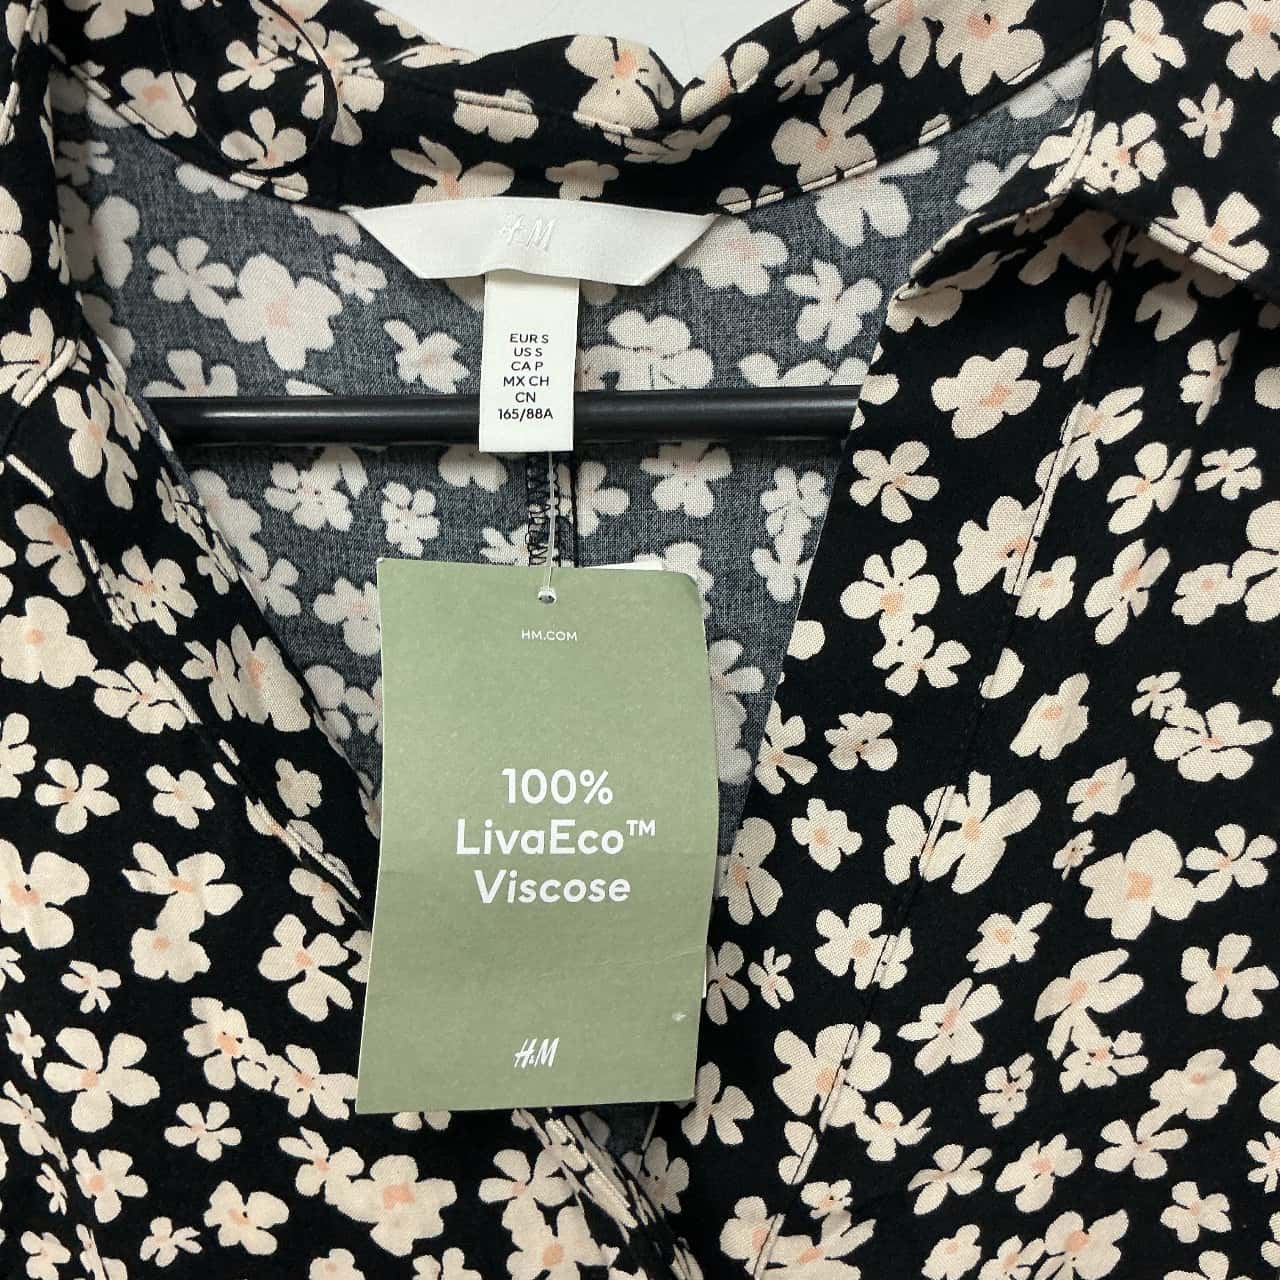 H&M
EUR S
US S
CA P
MX CH
CN
165/88A
HM.COM
100%
LivaEco™
Viscose
H&M